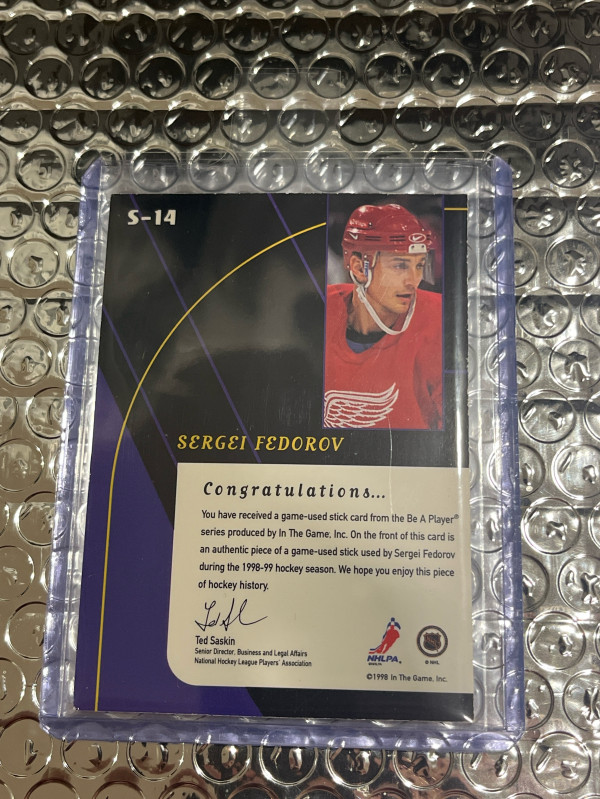 S-14
SERGEI FEDOROV
Congratulations...
You have received a game-used stick card from the Be A Player®
series produced by In The Game, Inc. On the front of this card is
an authentic piece of a game-used stick used by Sergei Fedorov
during the 1998-99 hockey season. We hope you enjoy this piece
of hockey history.
Ted Saskin
Senior Director, Business and Legal Affairs
National Hockey League Players' Association
NHLPA
© NHL
©1998 In The Game, Inc.